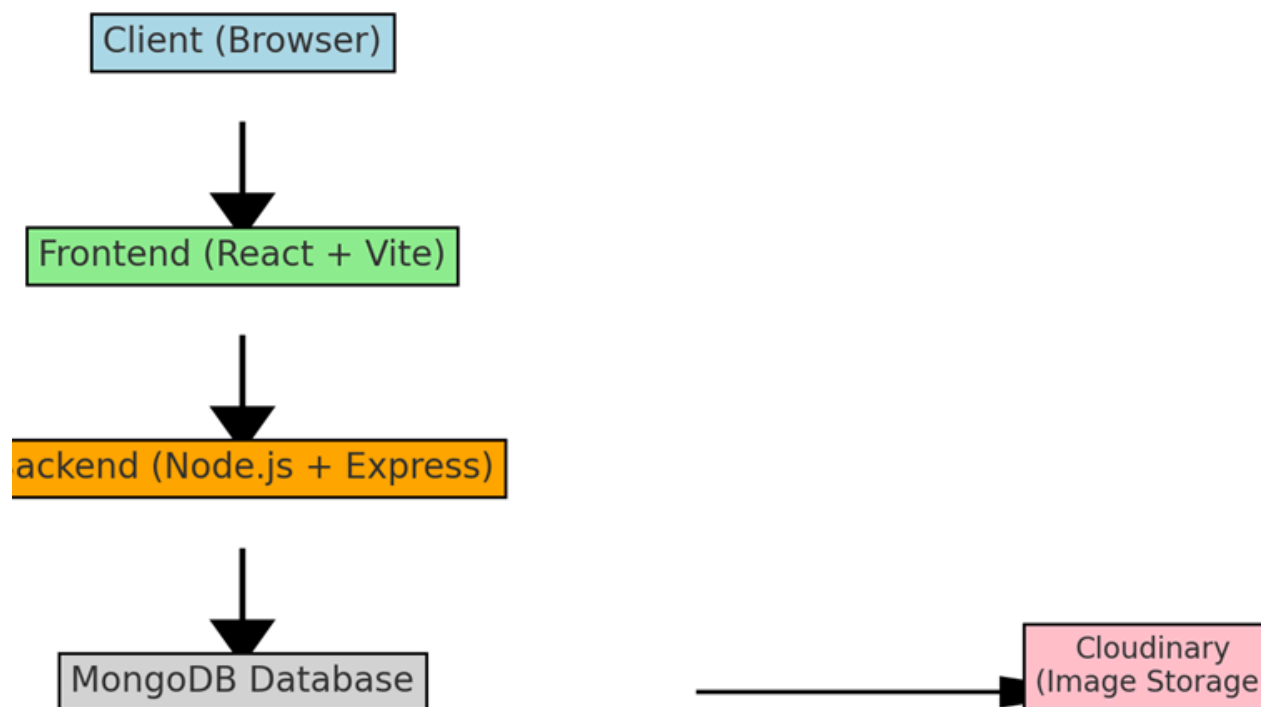 Client (Browser)
Frontend (React + Vite)
ackend (Node.js + Express)
MongoDB Database
Cloudinary
(Image Storage